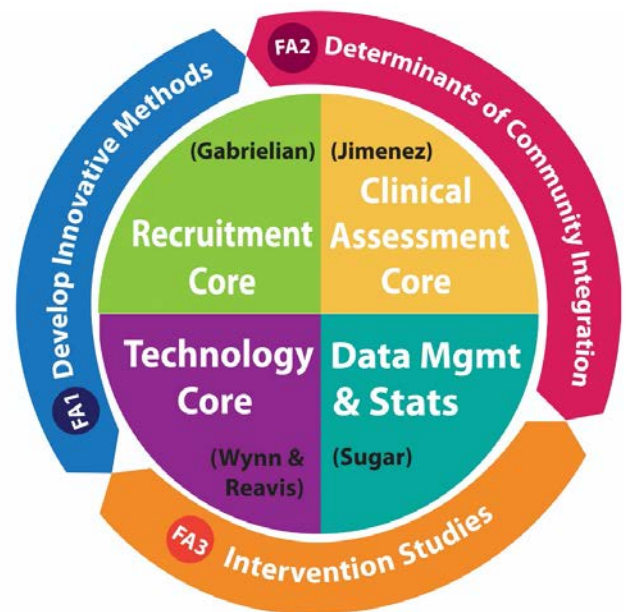 FA1 Develop Innovative Methods
FA2 Determinants of Community Integration
(Gabrielian)
Recruitment
Core
(Jimenez)
Clinical
Assessment
Core
Technology
Core
(Wynn &
Reavis)
Data Mgmt
& Stats
(Sugar)
FA3 Intervention Studies